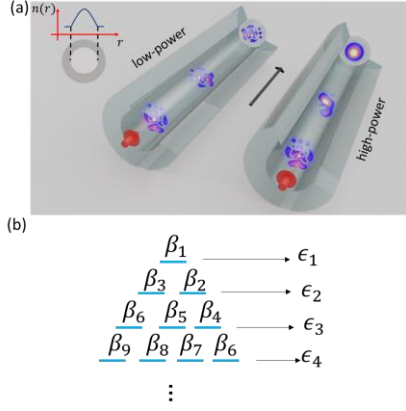 (a)
n(r)
r
low-power
high-power
(b)
β₁ ϵ₁
β₃ β₂ ϵ₂
β₆ β₅ β₄ ϵ₃
β₉ β₈ β₇ β₆ ϵ₄
⋮